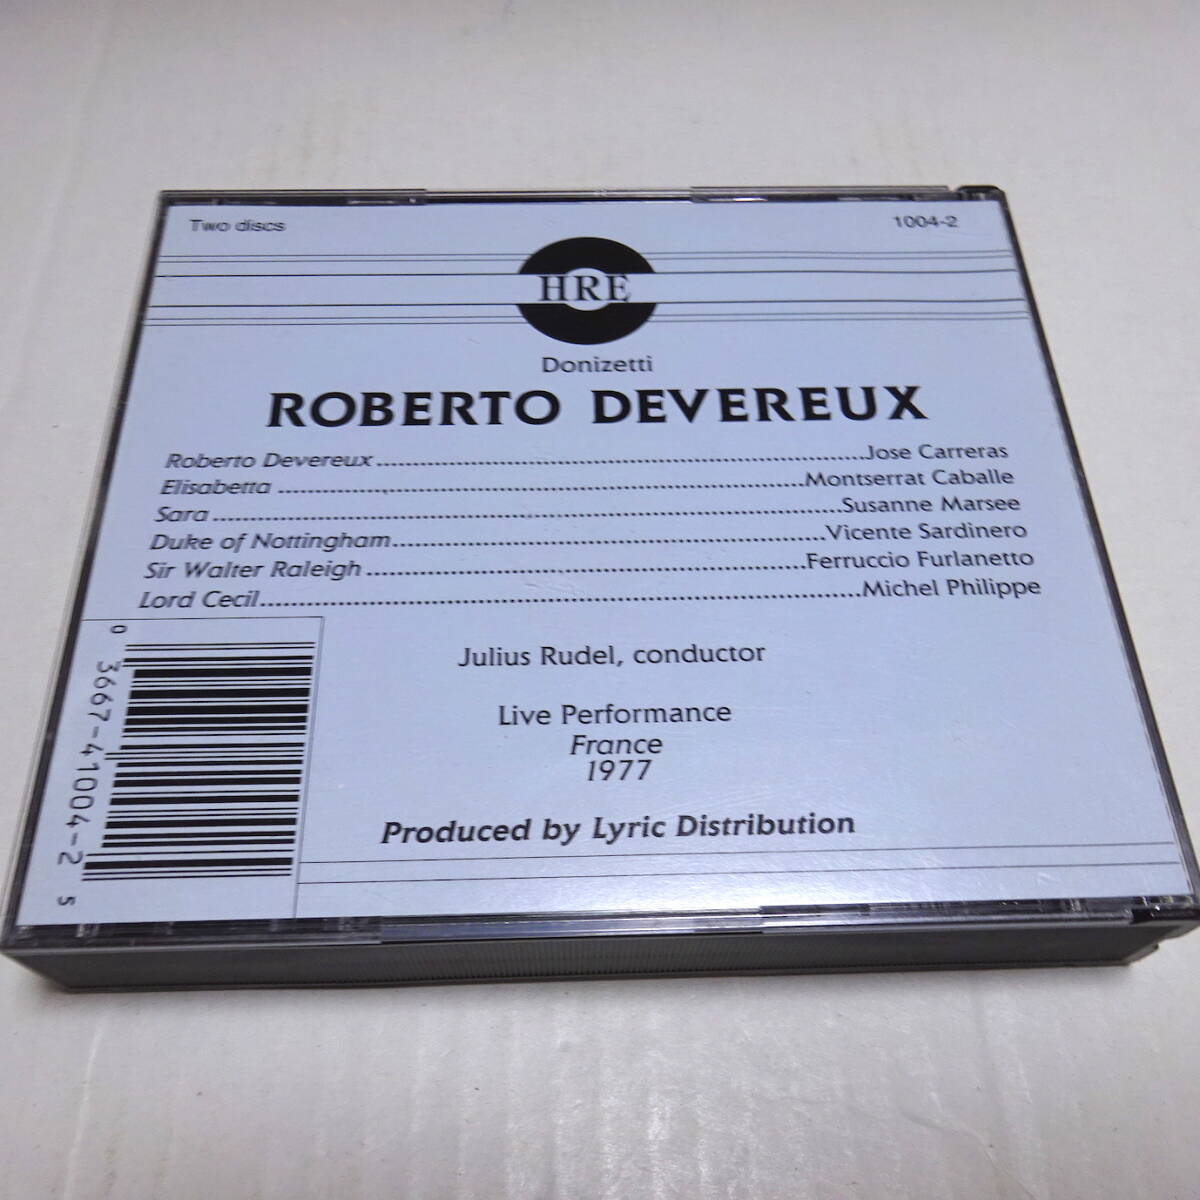 Two discs
1004-2
HRE
Donizetti
ROBERTO DEVEREUX
Roberto Devereux....................Jose Carreras
Elisabetta ....................Montserrat Caballe
Sara....................Susanne Marsee
Duke of Nottingham....................Vicente Sardinero
Sir Walter Raleigh....................Ferruccio Furlanetto
Lord Cecil....................Michel Philippe
Julius Rudel, conductor
Live Performance
France
1977
Produced by Lyric Distribution
0 3667-41004-2 5